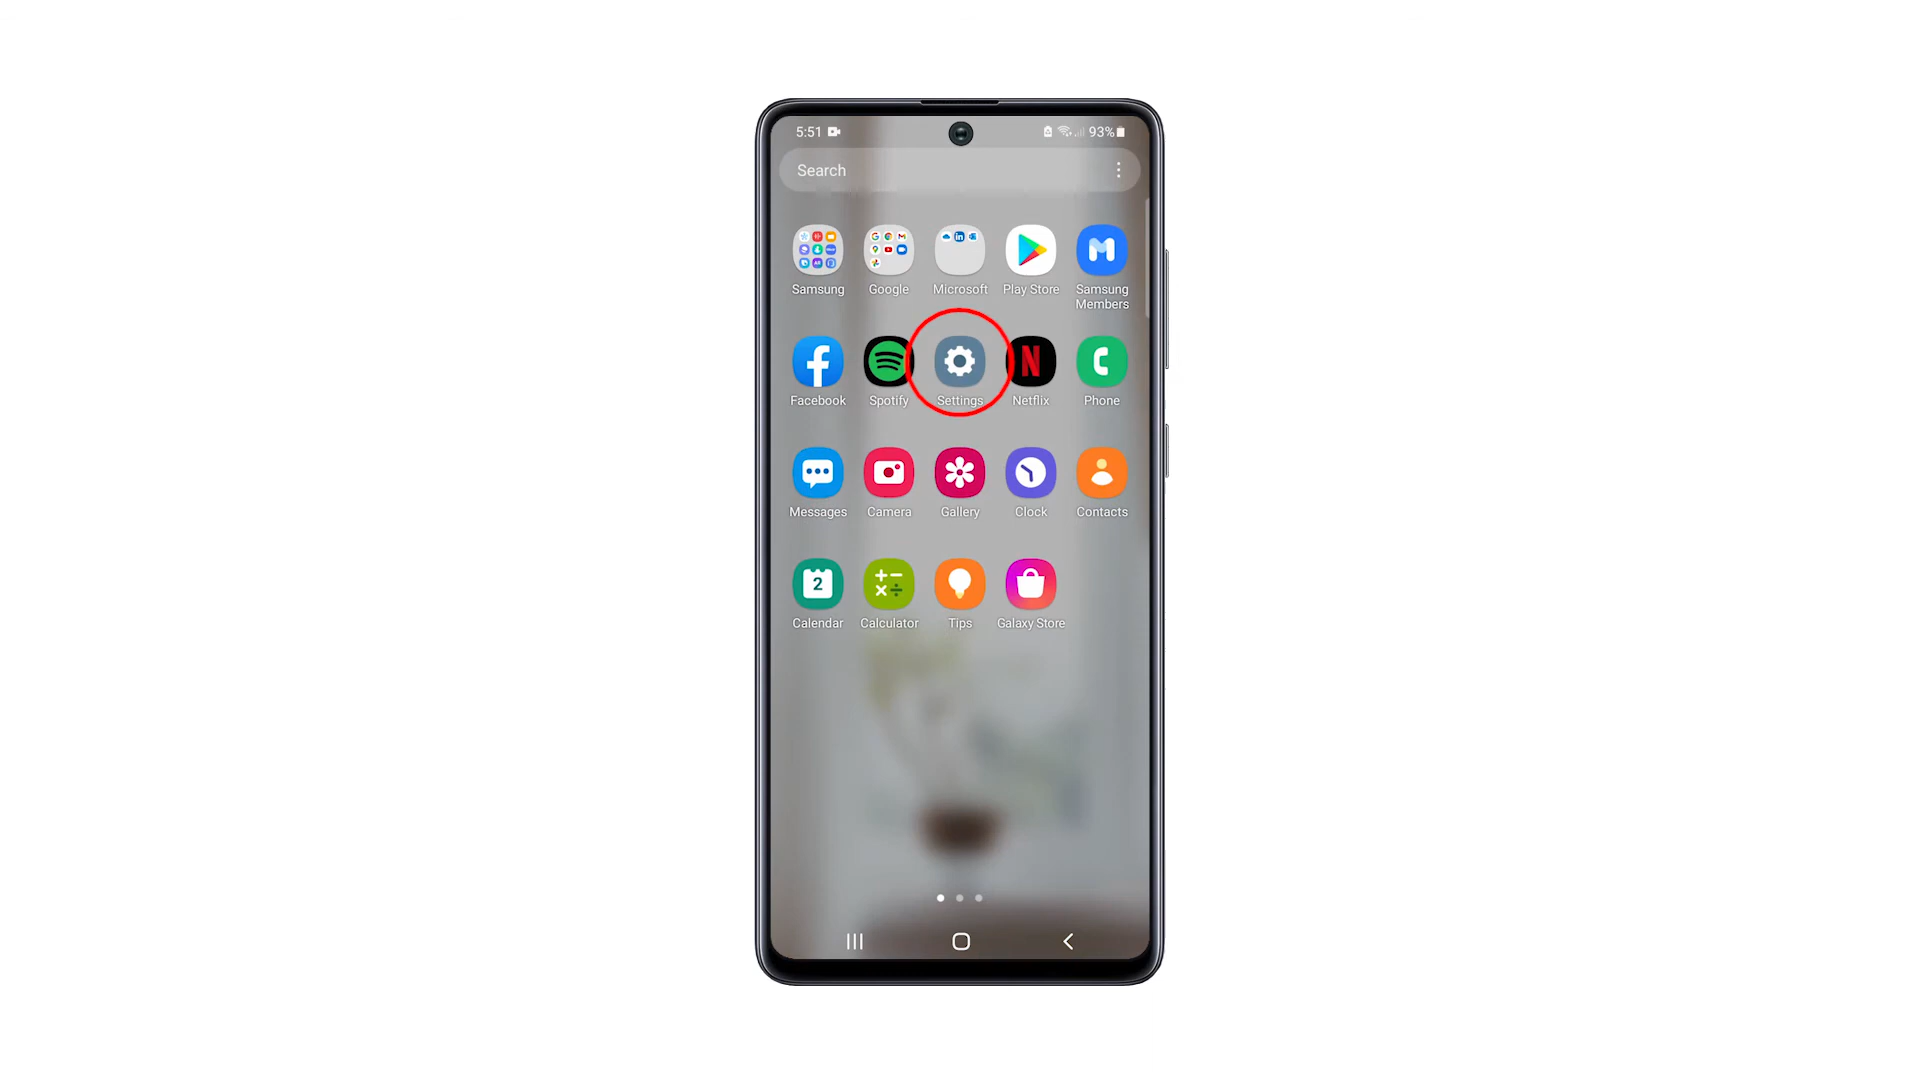 5:51 93%
Search
Samsung Google Microsoft Play Store Samsung Members
Facebook Spotify Settings Netflix Phone
Messages Camera Gallery Clock Contacts
2
Calendar Calculator Tips Galaxy Store